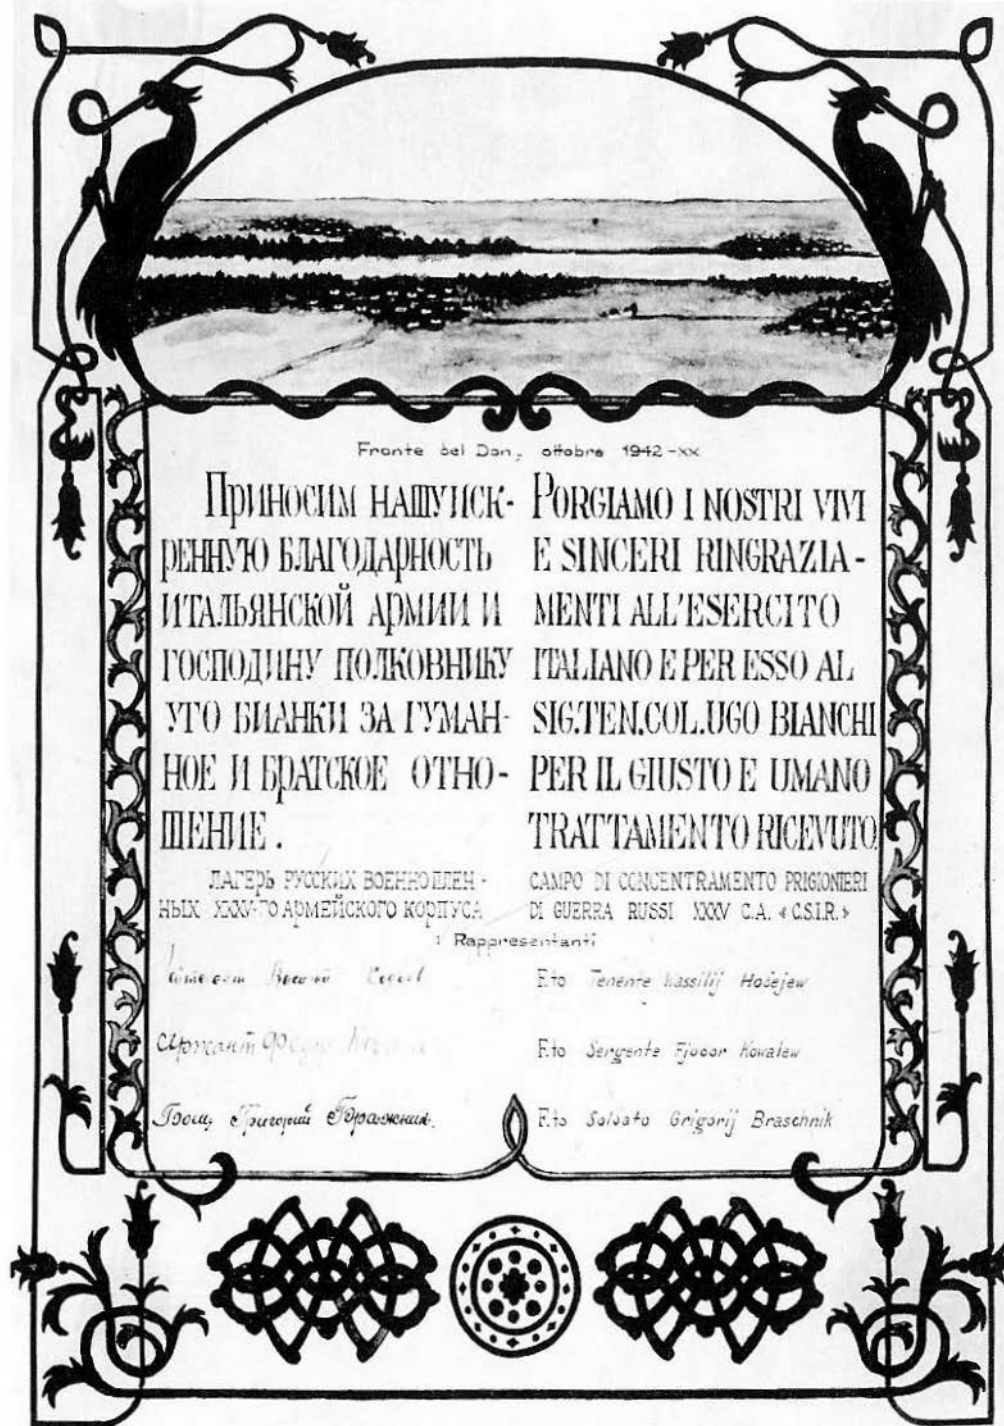 Fronte del Don, ottobre 1942-XX
Приносим нашу иск-
ренную благодарность
итальянской армии и
господину полковнику
Уго Бианки за гуман-
ное и братское отно-
шение.
Лагерь русских военноплен-
ных XXXV-го армейского корпуса
PORGIAMO I NOSTRI VIVI
E SINCERI RINGRAZIA-
MENTI ALL'ESERCITO
ITALIANO E PER ESSO AL
SIG.TEN.COL.UGO BIANCHI
PER IL GIUSTO E UMANO
TRATTAMENTO RICEVUTO.
CAMPO DI CONCENTRAMENTO PRIGIONIERI
DI GUERRA RUSSI XXXV C.A. «C.S.I.R.»
i Rappresentanti
сержант Федор
Григорий Бражник.
F.to Tenente Wassilij Hosejew
F.to Sergente Fjodor Kowalew
F.to Soldato Grigorij Braschnik